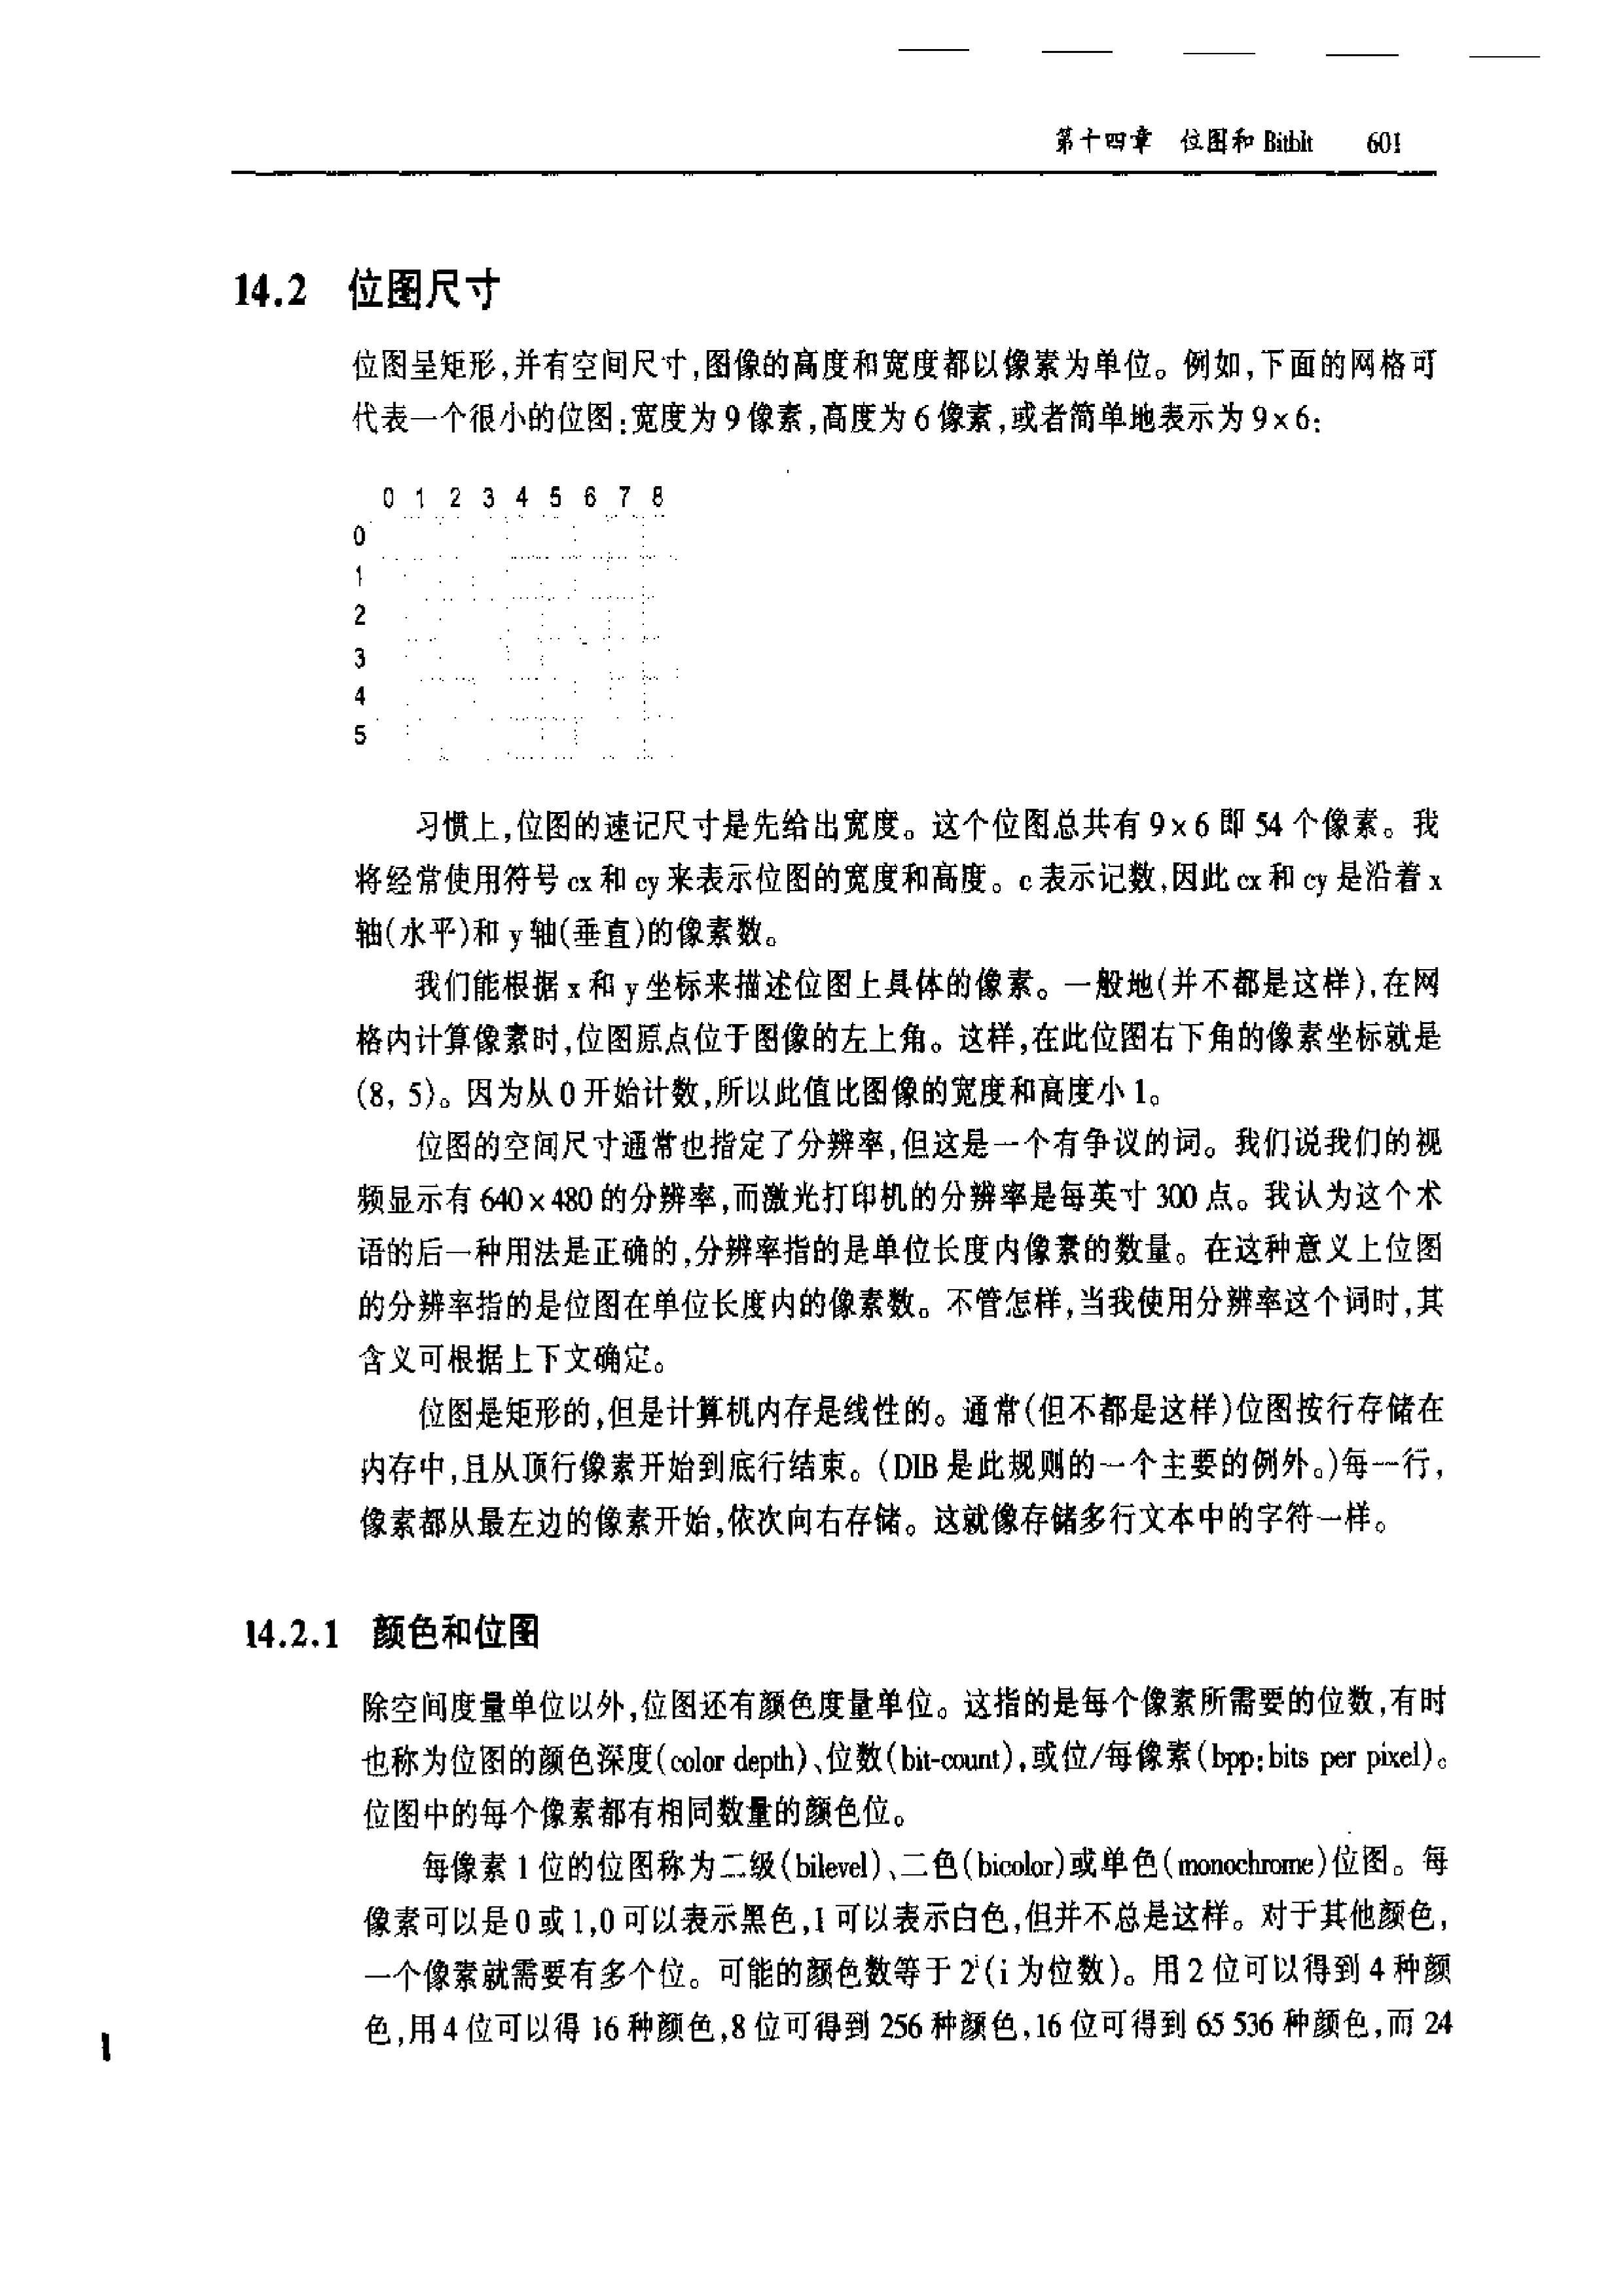 第十四章 位图和 Bitblt 601
14.2 位图尺寸
位图呈矩形,并有空间尺寸,图像的高度和宽度都以像素为单位。例如,下面的网格可
代表一个很小的位图:宽度为 9 像素,高度为 6 像素,或者简单地表示为 9×6:
0 1 2 3 4 5 6 7 8
0
1
2
3
4
5
习惯上,位图的速记尺寸是先给出宽度。这个位图总共有 9×6 即 54 个像素。我
将经常使用符号 cx 和 cy 来表示位图的宽度和高度。c 表示记数,因此 cx 和 cy 是沿着 x
轴(水平)和 y 轴(垂直)的像素数。
我们能根据 x 和 y 坐标来描述位图上具体的像素。一般地(并不都是这样),在网
格内计算像素时,位图原点位于图像的左上角。这样,在此位图右下角的像素坐标就是
(8, 5)。因为从 0 开始计数,所以此值比图像的宽度和高度小 1。
位图的空间尺寸通常也指定了分辨率,但这是一个有争议的词。我们说我们的视
频显示有 640×480 的分辨率,而激光打印机的分辨率是每英寸 300 点。我认为这个术
语的后一种用法是正确的,分辨率指的是单位长度内像素的数量。在这种意义上位图
的分辨率指的是位图在单位长度内的像素数。不管怎样,当我使用分辨率这个词时,其
含义可根据上下文确定。
位图是矩形的,但是计算机内存是线性的。通常(但不都是这样)位图按行存储在
内存中,且从顶行像素开始到底行结束。(DIB 是此规则的一个主要的例外。)每一行,
像素都从最左边的像素开始,依次向右存储。这就像存储多行文本中的字符一样。
14.2.1 颜色和位图
除空间度量单位以外,位图还有颜色度量单位。这指的是每个像素所需要的位数,有时
也称为位图的颜色深度(color depth)、位数(bit-count),或位/每像素(bpp:bits per pixel)。
位图中的每个像素都有相同数量的颜色位。
每像素 1 位的位图称为二级(bilevel)、二色(bicolor)或单色(monochrome)位图。每
像素可以是 0 或 1,0 可以表示黑色,1 可以表示白色,但并不总是这样。对于其他颜色,
一个像素就需要有多个位。可能的颜色数等于 2ⁱ(i 为位数)。用 2 位可以得到 4 种颜
色,用 4 位可以得 16 种颜色,8 位可得到 256 种颜色,16 位可得到 65 536 种颜色,而 24